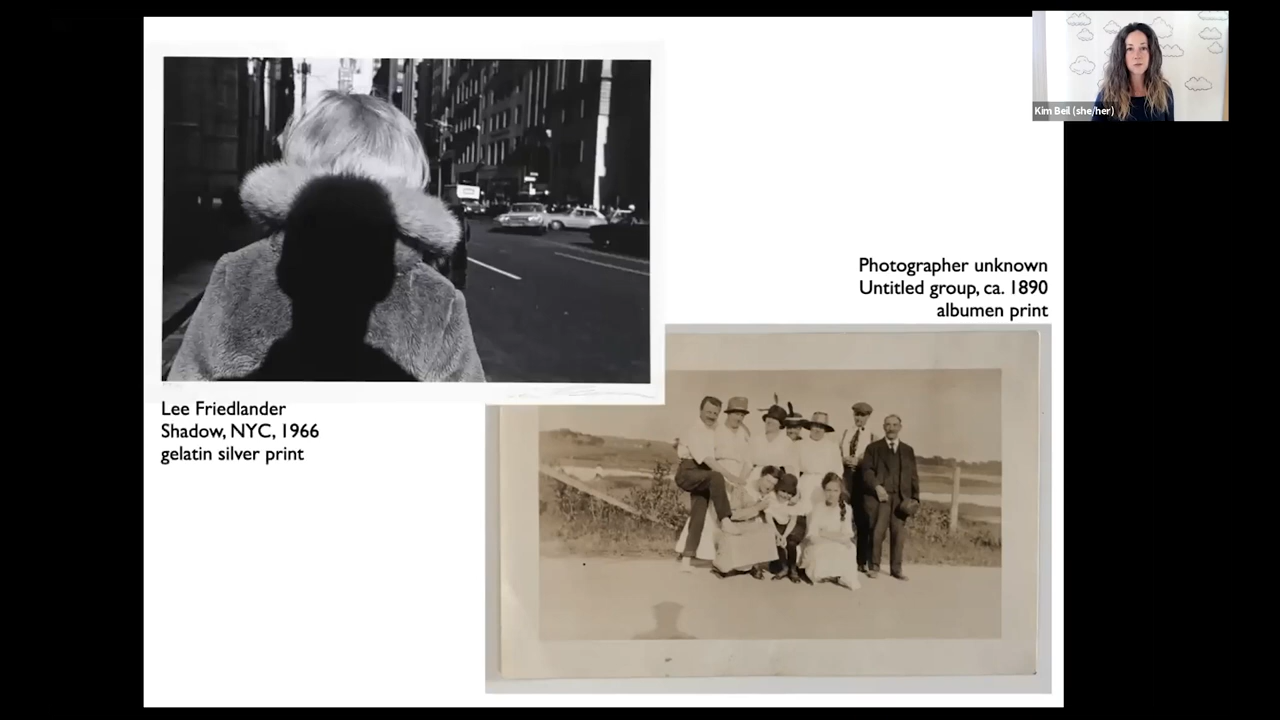 Kim Beil (she/her)
Photographer unknown
Untitled group, ca. 1890
albumen print
Lee Friedlander
Shadow, NYC, 1966
gelatin silver print